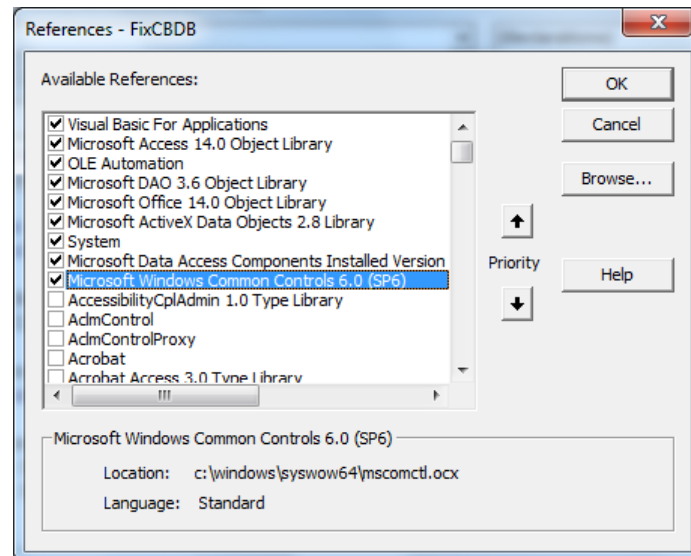 References - FixCBDB
Available References:
Visual Basic For Applications
Microsoft Access 14.0 Object Library
OLE Automation
Microsoft DAO 3.6 Object Library
Microsoft Office 14.0 Object Library
Microsoft ActiveX Data Objects 2.8 Library
System
Microsoft Data Access Components Installed Version
Microsoft Windows Common Controls 6.0 (SP6)
AccessibilityCplAdmin 1.0 Type Library
AclmControl
AdmControlProxy
Acrobat
Acrobat Access 3.0 Type Library
OK
Cancel
Browse...
Priority
Help
Microsoft Windows Common Controls 6.0 (SP6)
Location: c:\windows\syswow64\mscomctl.ocx
Language: Standard